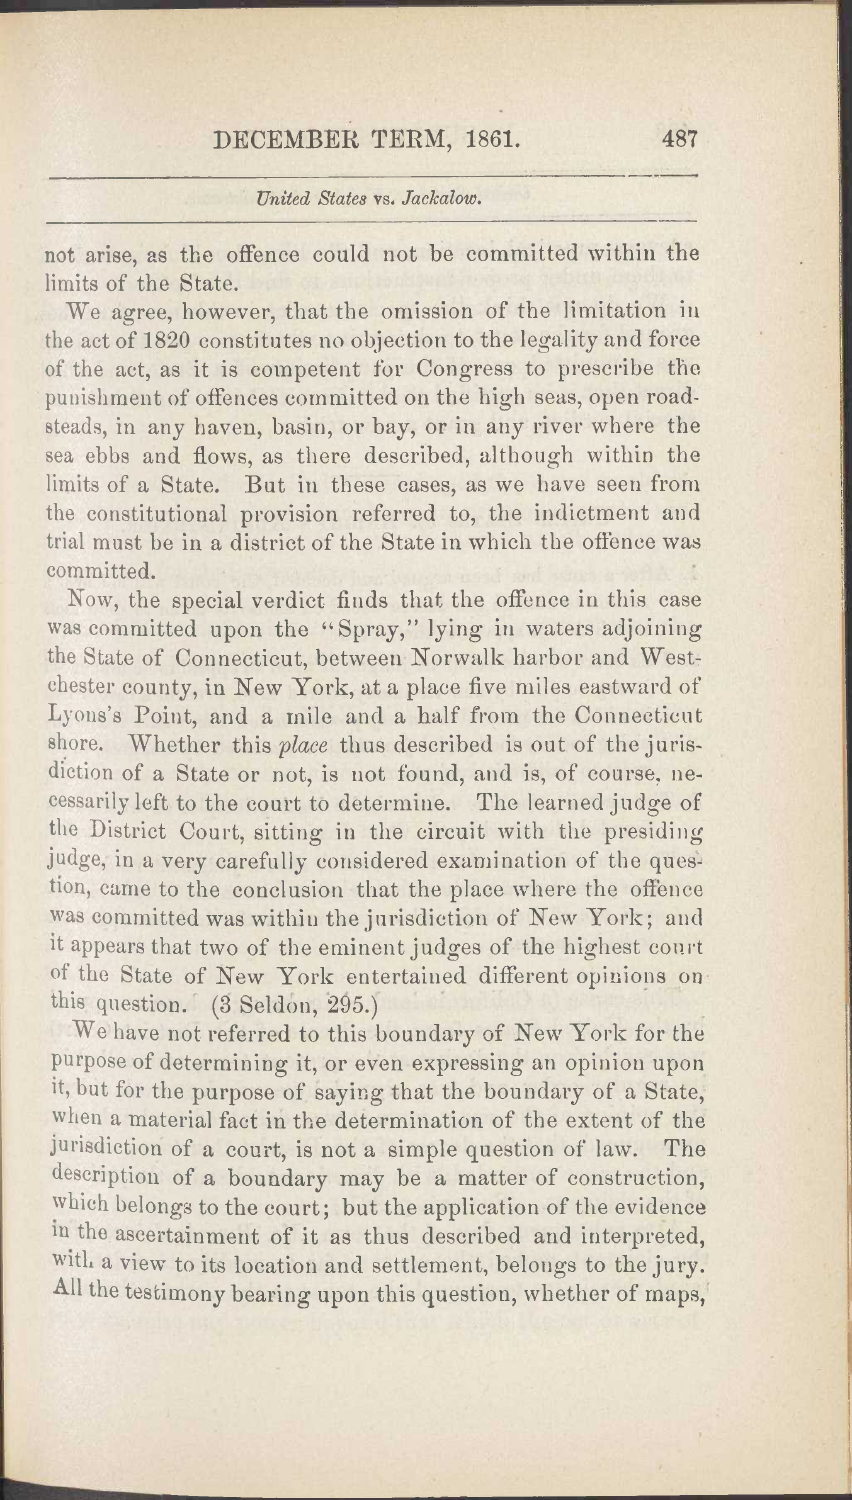 DECEMBER TERM, 1861. 487
United States vs. Jackalow.
not arise, as the offence could not be committed within the
limits of the State.
We agree, however, that the omission of the limitation in
the act of 1820 constitutes no objection to the legality and force
of the act, as it is competent for Congress to prescribe the
punishment of offences committed on the high seas, open road-
steads, in any haven, basin, or bay, or in any river where the
sea ebbs and flows, as there described, although within the
limits of a State. But in these cases, as we have seen from
the constitutional provision referred to, the indictment and
trial must be in a district of the State in which the offence was
committed.
Now, the special verdict finds that the offence in this case
was committed upon the "Spray," lying in waters adjoining
the State of Connecticut, between Norwalk harbor and West-
chester county, in New York, at a place five miles eastward of
Lyons's Point, and a mile and a half from the Connecticut
shore. Whether this place thus described is out of the juris-
diction of a State or not, is not found, and is, of course, ne-
cessarily left to the court to determine. The learned judge of
the District Court, sitting in the circuit with the presiding
judge, in a very carefully considered examination of the ques-
tion, came to the conclusion that the place where the offence
was committed was within the jurisdiction of New York; and
it appears that two of the eminent judges of the highest court
of the State of New York entertained different opinions on
this question. (3 Seldon, 295.)
We have not referred to this boundary of New York for the
purpose of determining it, or even expressing an opinion upon
it, but for the purpose of saying that the boundary of a State,
when a material fact in the determination of the extent of the
jurisdiction of a court, is not a simple question of law. The
description of a boundary may be a matter of construction,
which belongs to the court; but the application of the evidence
in the ascertainment of it as thus described and interpreted,
with a view to its location and settlement, belongs to the jury.
All the testimony bearing upon this question, whether of maps,